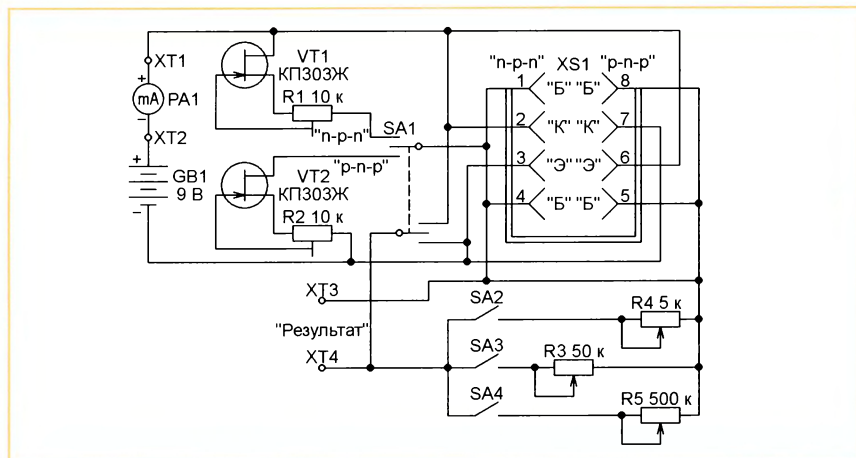 XT1
+
mA PA1
−
XT2
+
GB1
9 В
−
VT1
КП303Ж
R1 10 к
"n-p-n"
SA1
"p-n-p"
VT2
КП303Ж
R2 10 к
"n-p-n" XS1 "p-n-p"
1 "Б" "Б" 8
2 "К" "К" 7
3 "Э" "Э" 6
4 "Б" "Б" 5
XT3
"Результат"
XT4
SA2
R4 5 к
SA3
R3 50 к
SA4
R5 500 к